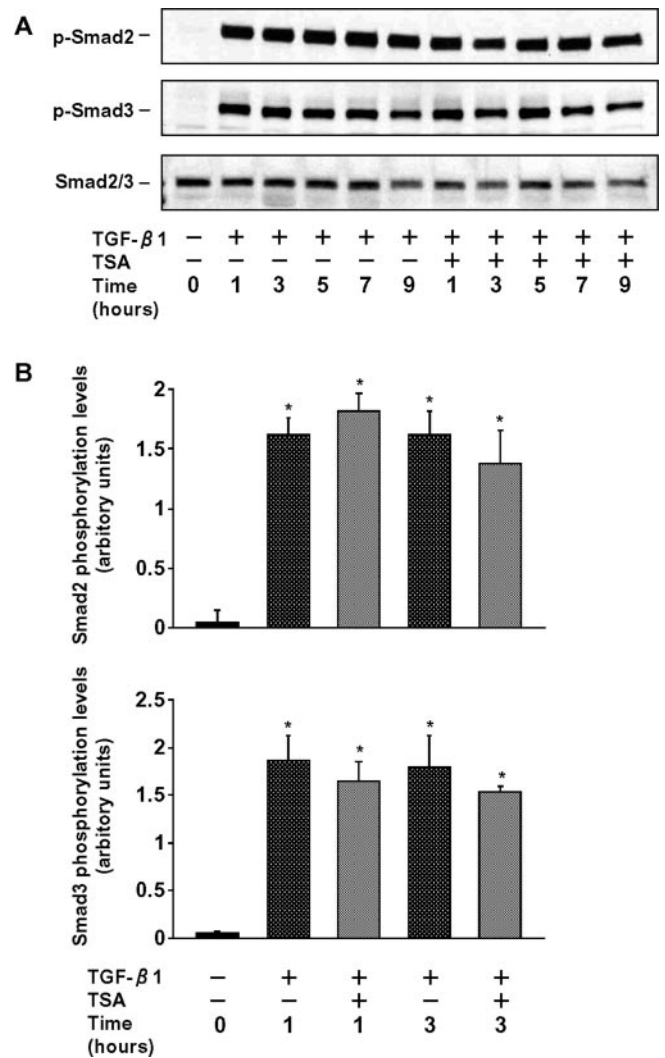 A
p-Smad2 –
p-Smad3 –
Smad2/3 –
TGF-β1 – + + + + + + + + + +
TSA – – – – – – + + + + +
Time 0 1 3 5 7 9 1 3 5 7 9
(hours)
B
Smad2 phosphorylation levels
(arbitory units)
2
1.5
1
0.5
0
* * * *
Smad3 phosphorylation levels
(arbitory units)
2.5
2
1.5
1
0.5
0
* * * *
TGF-β1 – + + + +
TSA – – + – +
Time 0 1 1 3 3
(hours)